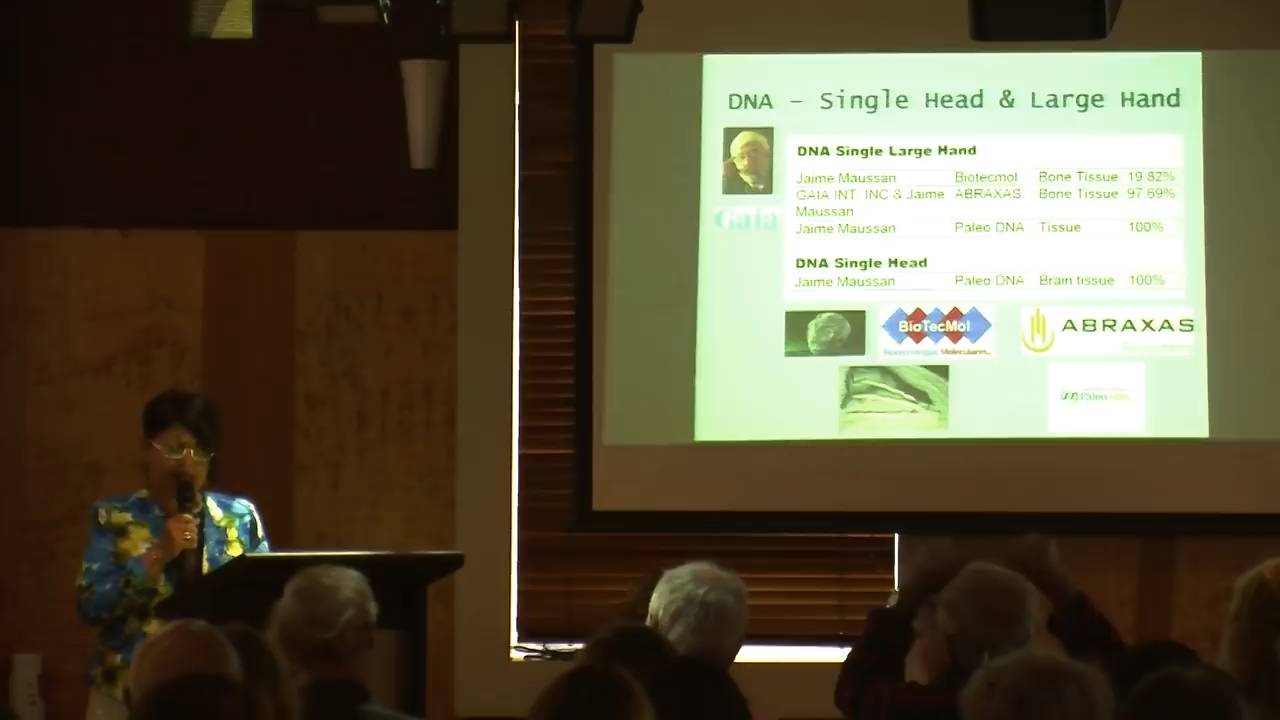 DNA – Single Head & Large Hand
DNA Single Large Hand
Jaime Maussan Biotecmol Bone Tissue 19.82%
GAIA INT. INC & Jaime ABRAXAS Bone Tissue 97.69%
Maussan
Jaime Maussan Paleo DNA Tissue 100%
Gaia
DNA Single Head
Jaime Maussan Paleo DNA Brain tissue 100%
BioTecMol
ABRAXAS
Paleo